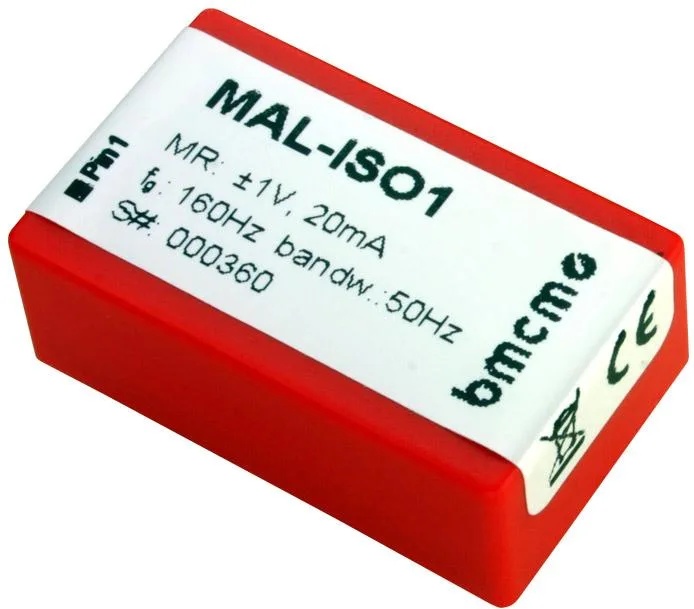 MAL-ISO1
MR: ±1V, 20mA
fg: 160Hz bandw.:50Hz
S#: 000360
Pin1
bmcm
CE